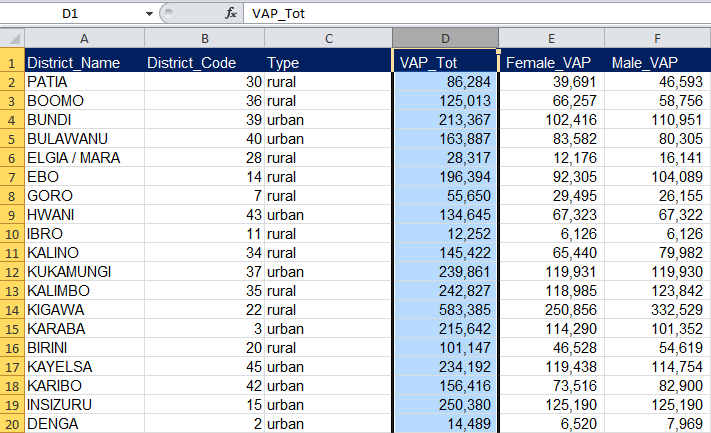 D1 fx VAP_Tot
A B C D E F
1 District_Name District_Code Type VAP_Tot Female_VAP Male_VAP
2 PATIA 30 rural 86,284 39,691 46,593
3 BOOMO 36 rural 125,013 66,257 58,756
4 BUNDI 39 urban 213,367 102,416 110,951
5 BULAWANU 40 urban 163,887 83,582 80,305
6 ELGIA / MARA 28 rural 28,317 12,176 16,141
7 EBO 14 rural 196,394 92,305 104,089
8 GORO 7 rural 55,650 29,495 26,155
9 HWANI 43 urban 134,645 67,323 67,322
10 IBRO 11 rural 12,252 6,126 6,126
11 KALINO 34 rural 145,422 65,440 79,982
12 KUKAMUNGI 37 urban 239,861 119,931 119,930
13 KALIMBO 35 rural 242,827 118,985 123,842
14 KIGAWA 22 rural 583,385 250,856 332,529
15 KARABA 3 urban 215,642 114,290 101,352
16 BIRINI 20 rural 101,147 46,528 54,619
17 KAYELSA 45 urban 234,192 119,438 114,754
18 KARIBO 42 urban 156,416 73,516 82,900
19 INSIZURU 15 urban 250,380 125,190 125,190
20 DENGA 2 urban 14,489 6,520 7,969